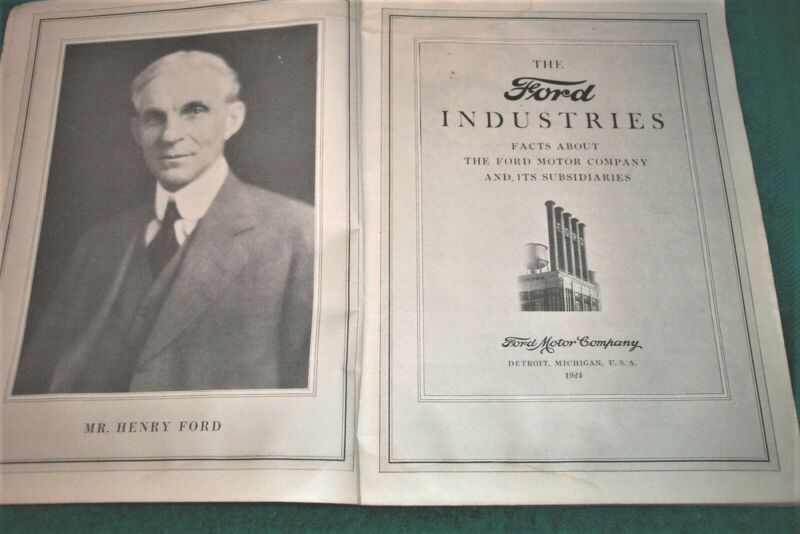 MR. HENRY FORD
THE
Ford
INDUSTRIES
FACTS ABOUT
THE FORD MOTOR COMPANY
AND ITS SUBSIDIARIES
FORD
Ford Motor Company
DETROIT, MICHIGAN, U. S. A.
1924